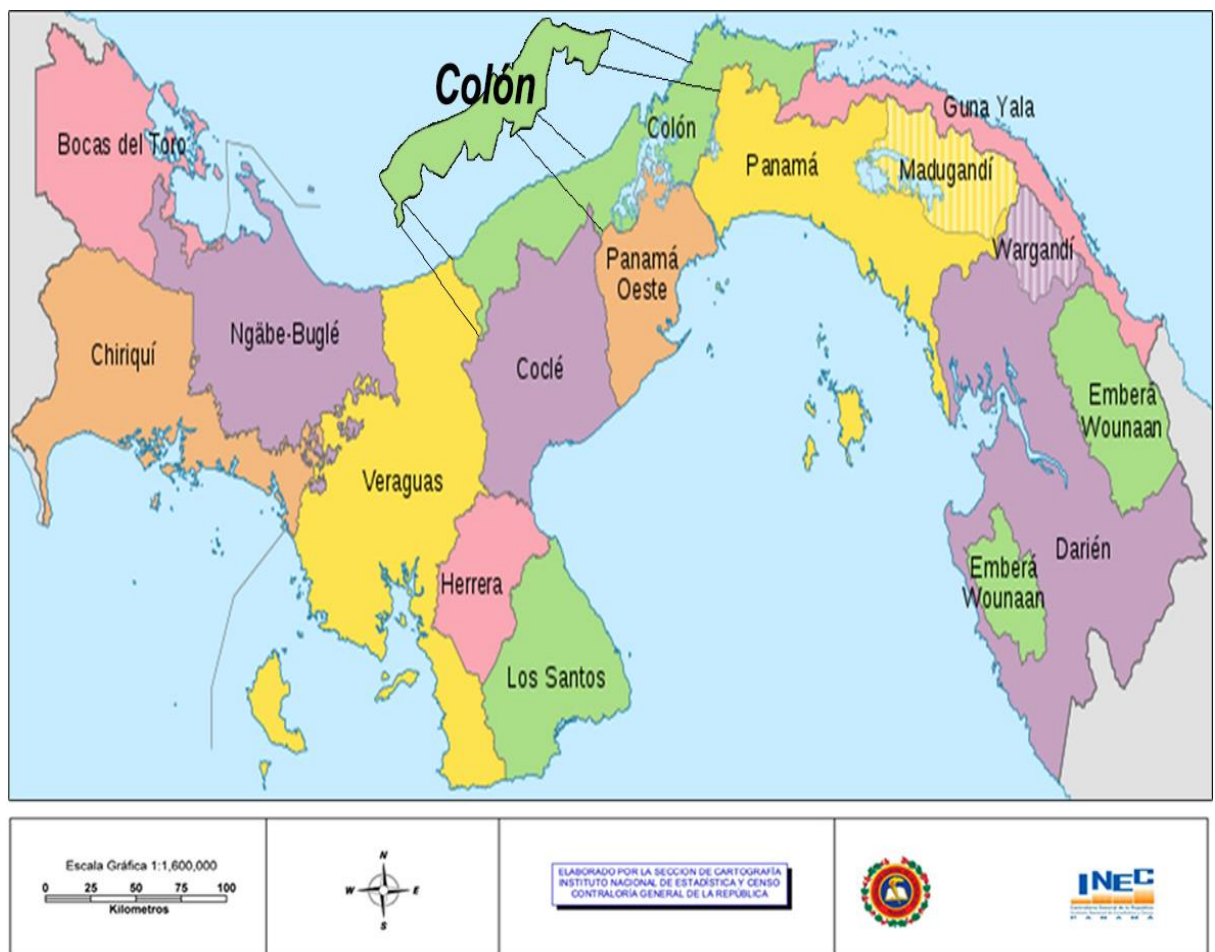 Colón
Bocas del Toro
Colón
Guna Yala
Panamá
Madugandí
Wargandí
Panamá
Oeste
Ngäbe-Buglé
Chiriquí
Coclé
Emberá
Wounaan
Veraguas
Darién
Emberá
Wounaan
Herrera
Los Santos
Escala Gráfica 1:1,600,000
0 25 50 75 100
Kilometros
N
W E
S
ELABORADO POR LA SECCION DE CARTOGRAFÍA
INSTITUTO NACIONAL DE ESTADÍSTICA Y CENSO
CONTRALORÍA GENERAL DE LA REPÚBLICA
INEC
PANAMÁ